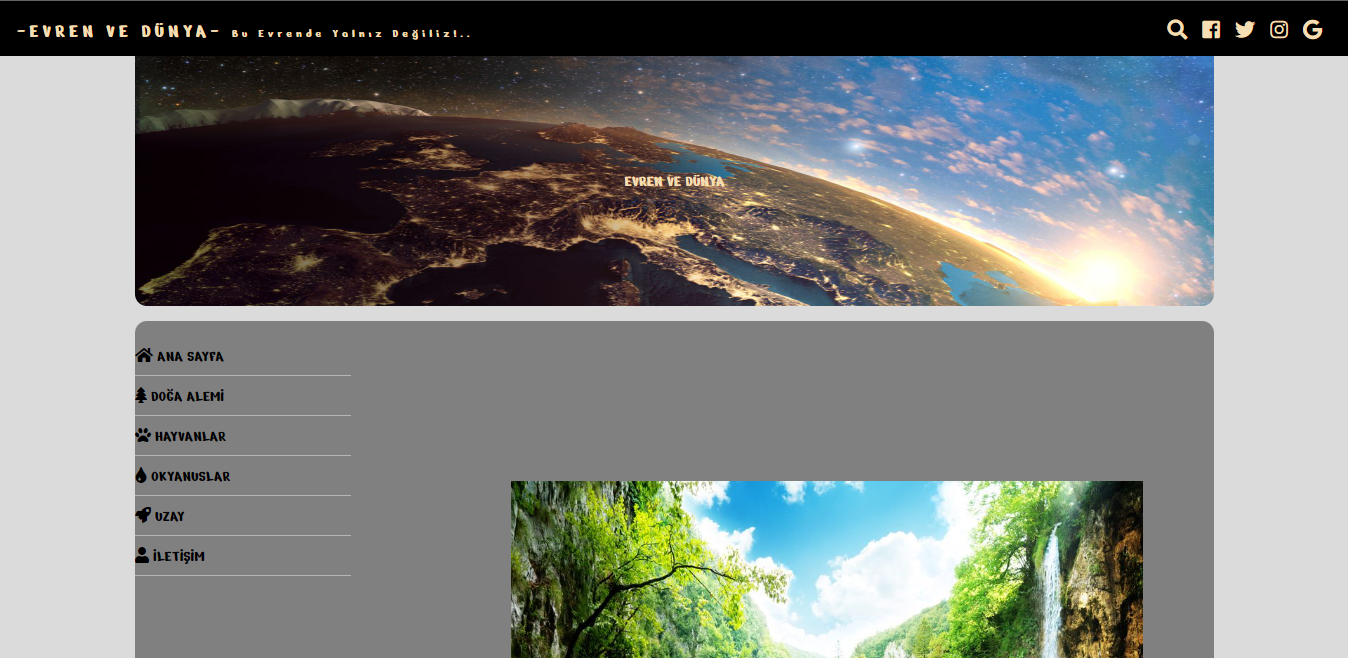 -EVREN VE DÜNYA- Bu Evrende Yalnız Değiliz!..
EVREN VE DÜNYA
ANA SAYFA
DOĞA ALEMİ
HAYVANLAR
OKYANUSLAR
UZAY
İLETİŞİM